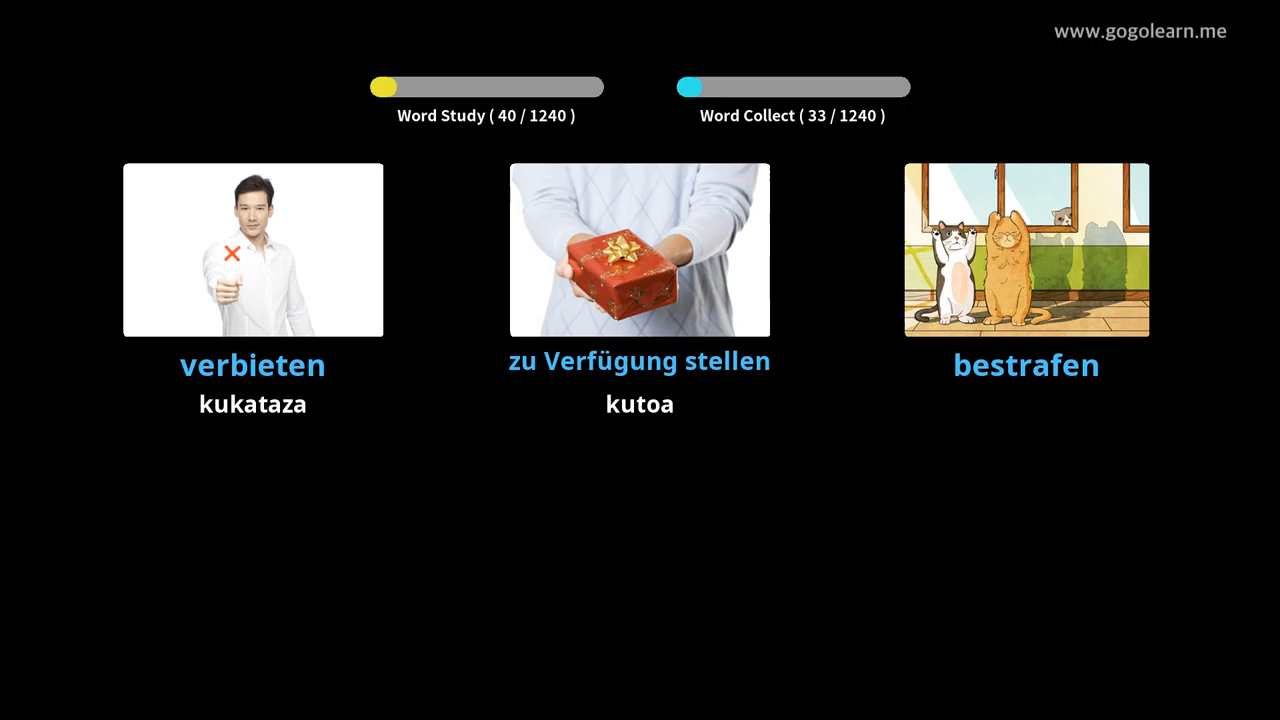 www.gogolearn.me
Word Study ( 40 / 1240 )
Word Collect ( 33 / 1240 )
verbieten
kukataza
zu Verfügung stellen
kutoa
bestrafen